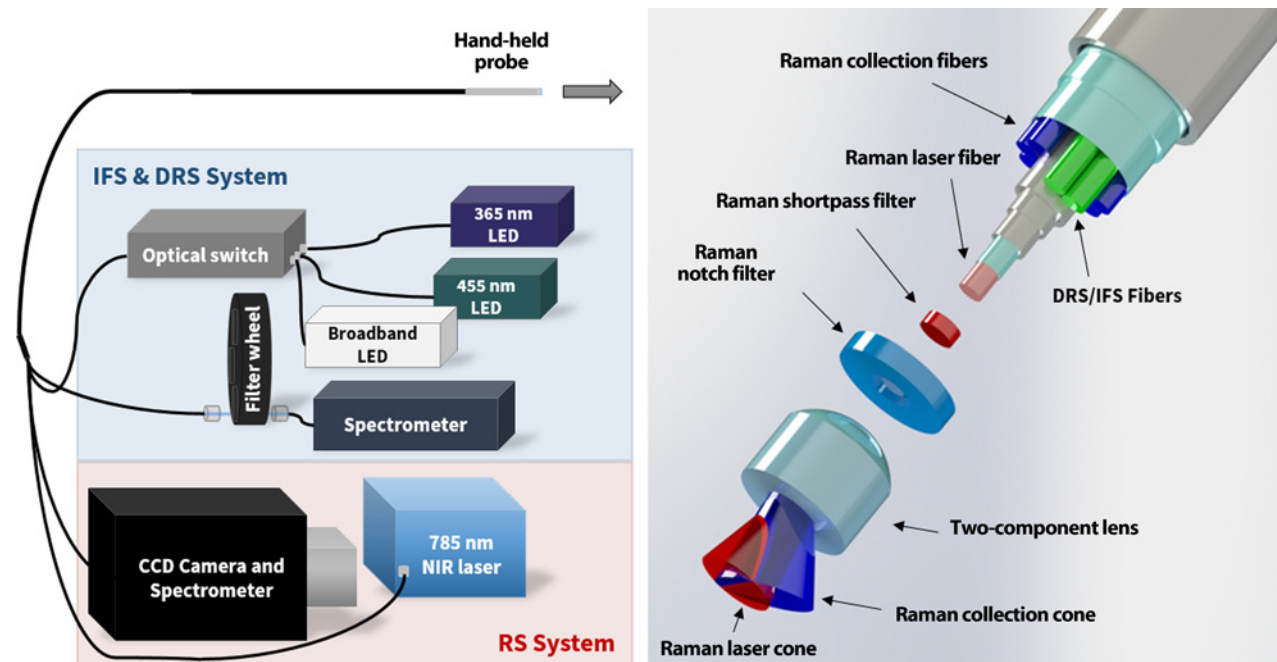 Hand-held
probe
IFS & DRS System
365 nm
LED
Optical switch
455 nm
LED
Broadband
LED
Filter wheel
Spectrometer
CCD Camera and
Spectrometer
785 nm
NIR laser
RS System
Raman collection fibers
Raman laser fiber
Raman shortpass filter
Raman
notch filter
DRS/IFS Fibers
Two-component lens
Raman collection cone
Raman laser cone